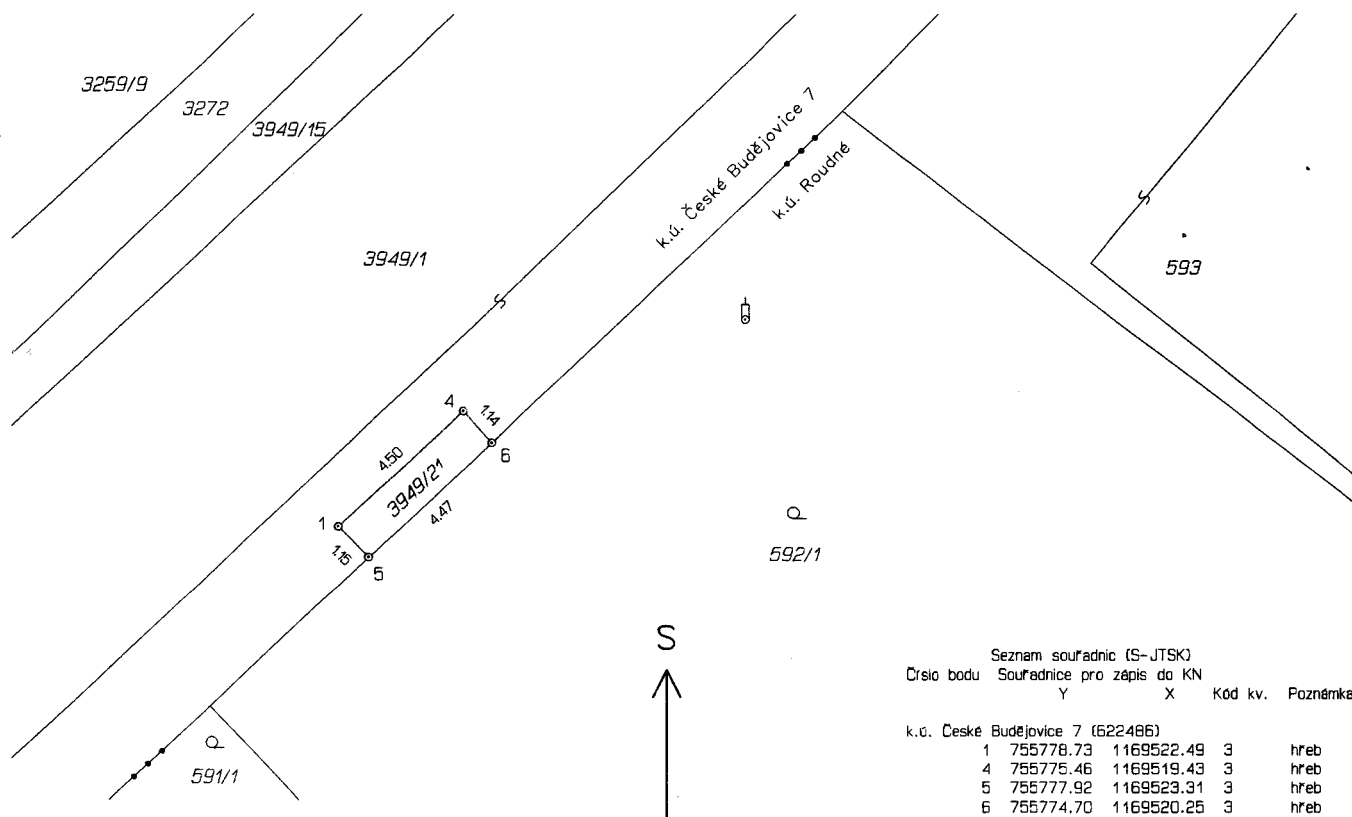 3259/9
3272
3949/15
k.ú. České Budějovice 7
k.ú. Roudné
S
3949/1
593
S
4
1.14
4.50
6
3949/21
4.47
1
1.16
5
592/1
S
591/1
Seznam souřadnic (S-JTSK)
Číslo bodu Souřadnice pro zápis do KN
Y X Kód kv. Poznámka
k.ú. České Budějovice 7 (622486)
1 755778.73 1169522.49 3 hřeb
4 755775.46 1169519.43 3 hřeb
5 755777.92 1169523.31 3 hřeb
6 755774.70 1169520.25 3 hřeb